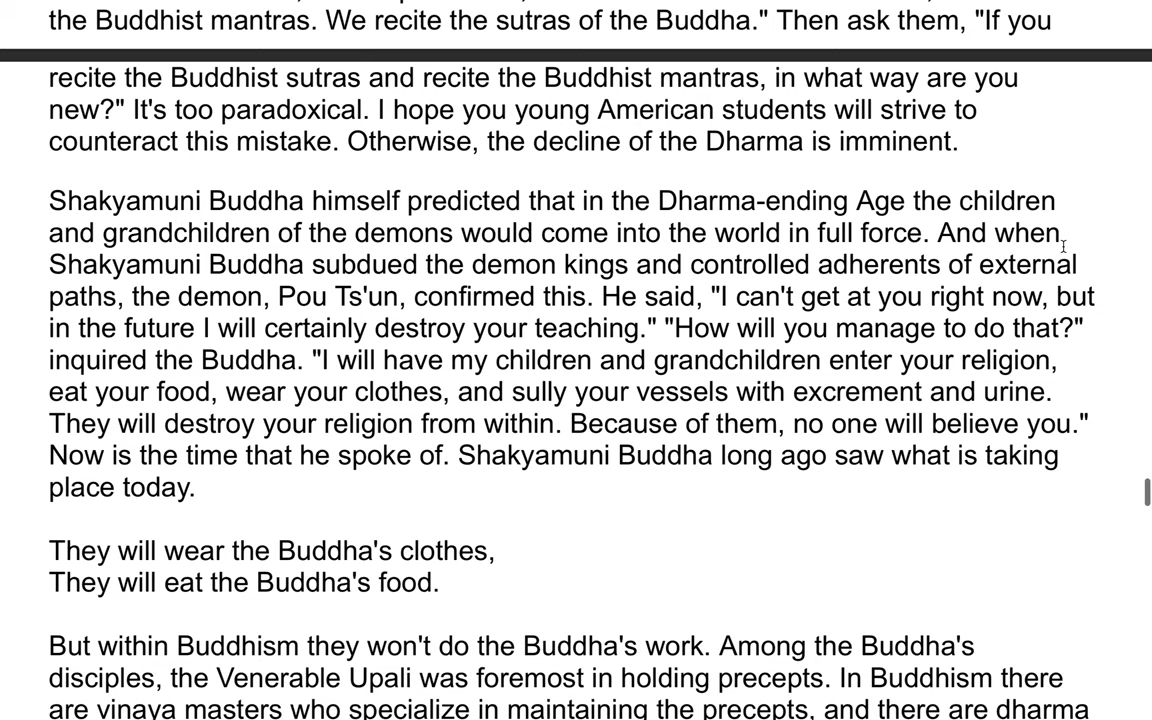 the Buddhist mantras. We recite the sutras of the Buddha." Then ask them, "If you
recite the Buddhist sutras and recite the Buddhist mantras, in what way are you
new?" It's too paradoxical. I hope you young American students will strive to
counteract this mistake. Otherwise, the decline of the Dharma is imminent.
Shakyamuni Buddha himself predicted that in the Dharma-ending Age the children
and grandchildren of the demons would come into the world in full force. And when
Shakyamuni Buddha subdued the demon kings and controlled adherents of external
paths, the demon, Pou Ts'un, confirmed this. He said, "I can't get at you right now, but
in the future I will certainly destroy your teaching." "How will you manage to do that?"
inquired the Buddha. "I will have my children and grandchildren enter your religion,
eat your food, wear your clothes, and sully your vessels with excrement and urine.
They will destroy your religion from within. Because of them, no one will believe you."
Now is the time that he spoke of. Shakyamuni Buddha long ago saw what is taking
place today.
They will wear the Buddha's clothes,
They will eat the Buddha's food.
But within Buddhism they won't do the Buddha's work. Among the Buddha's
disciples, the Venerable Upali was foremost in holding precepts. In Buddhism there
are vinaya masters who specialize in maintaining the precepts, and there are dharma